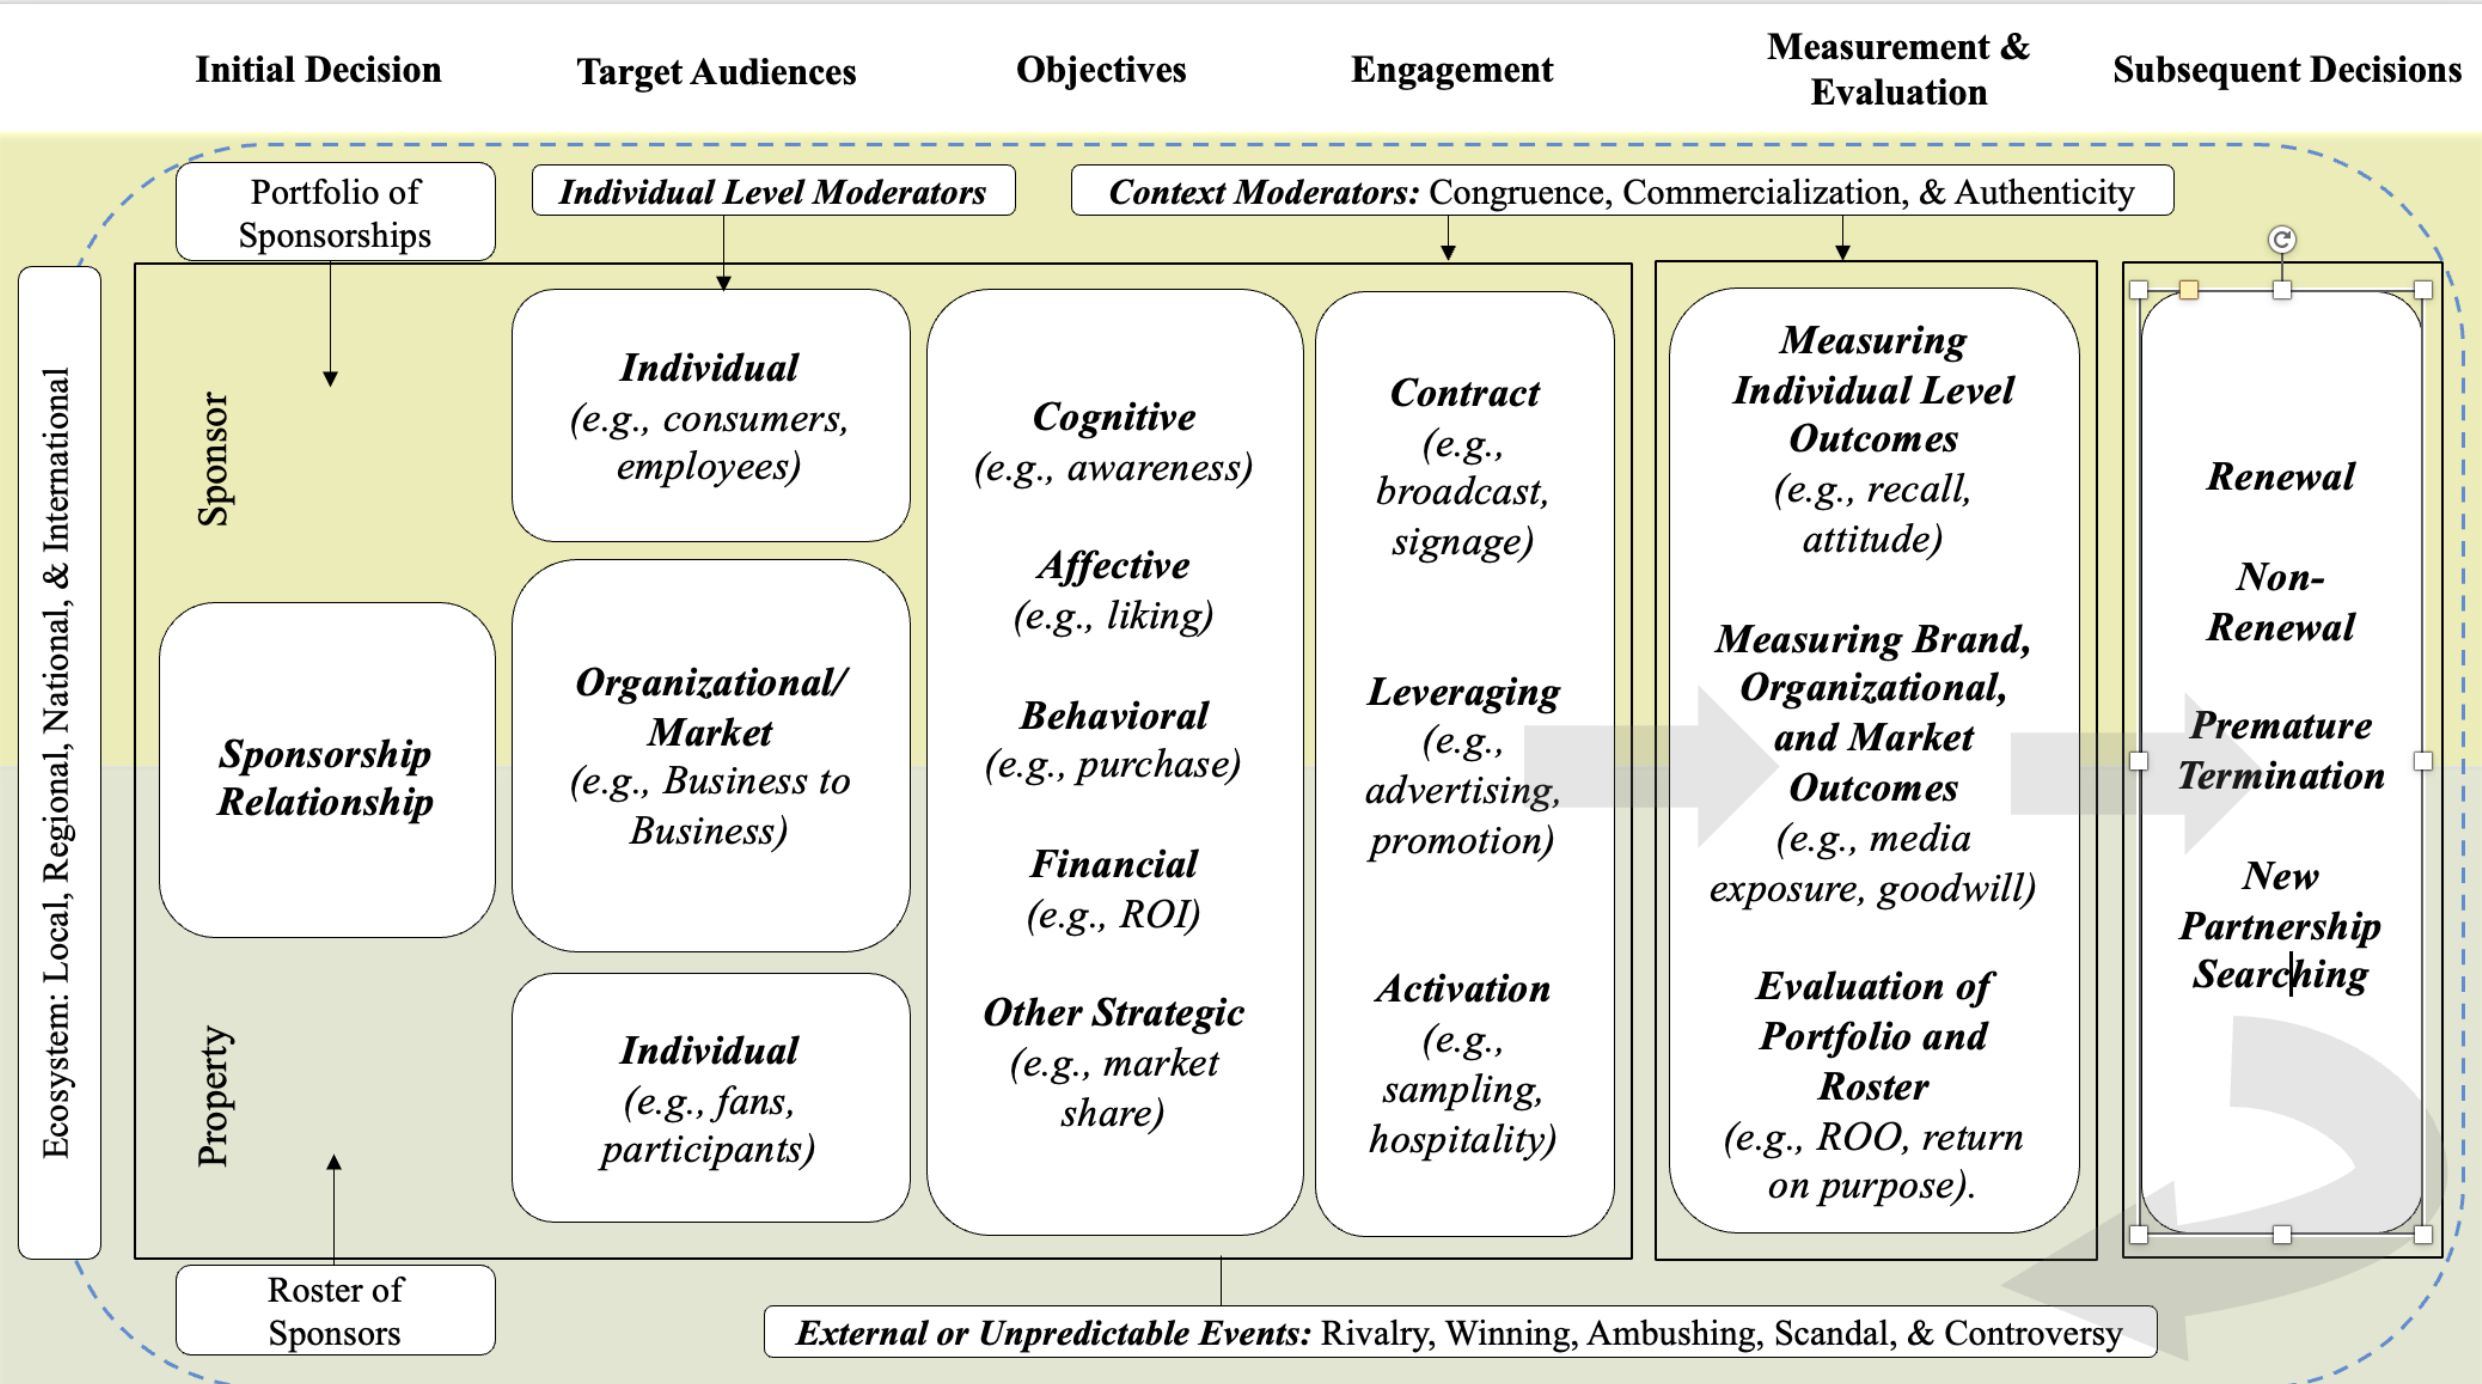 Initial Decision
Target Audiences
Objectives
Engagement
Measurement &
Evaluation
Subsequent Decisions
Portfolio of
Sponsorships
Individual Level Moderators
Context Moderators: Congruence, Commercialization, & Authenticity
Ecosystem: Local, Regional, National, & International
Sponsor
Property
Sponsorship
Relationship
Roster of
Sponsors
Individual
(e.g., consumers,
employees)
Organizational/
Market
(e.g., Business to
Business)
Individual
(e.g., fans,
participants)
Cognitive
(e.g., awareness)
Affective
(e.g., liking)
Behavioral
(e.g., purchase)
Financial
(e.g., ROI)
Other Strategic
(e.g., market
share)
Contract
(e.g.,
broadcast,
signage)
Leveraging
(e.g.,
advertising,
promotion)
Activation
(e.g.,
sampling,
hospitality)
Measuring
Individual Level
Outcomes
(e.g., recall,
attitude)
Measuring Brand,
Organizational,
and Market
Outcomes
(e.g., media
exposure, goodwill)
Evaluation of
Portfolio and
Roster
(e.g., ROO, return
on purpose).
Renewal
Non-
Renewal
Premature
Termination
New
Partnership
Searching
External or Unpredictable Events: Rivalry, Winning, Ambushing, Scandal, & Controversy